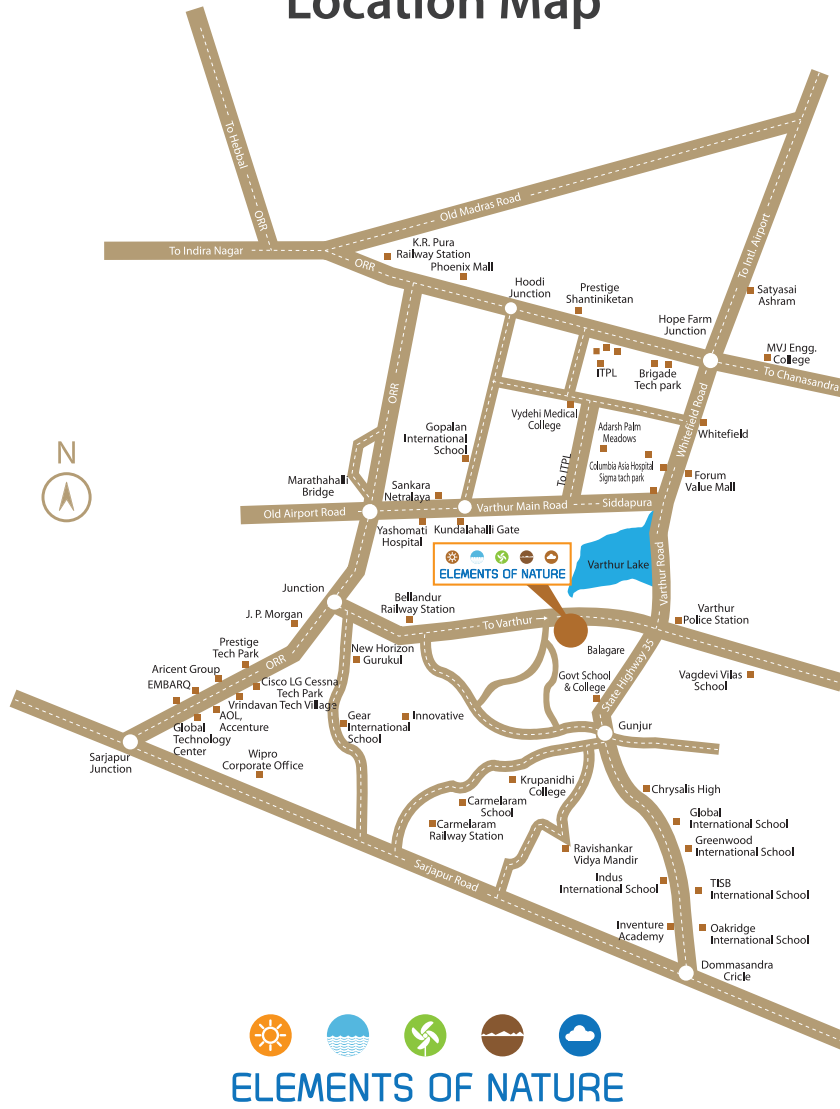 Location Map
To Hebbal
ORR
To Indira Nagar
Old Madras Road
To Intl. Airport
K.R. Pura
Railway Station
ORR
Phoenix Mall
Hoodi
Junction
Prestige
Shantiniketan
Satyasai
Ashram
Hope Farm
Junction
MVJ Engg.
College
To Chanasandra
ITPL
Brigade
Tech park
ORR
Whitefield Road
Vydehi Medical
College
Gopalan
International
School
Adarsh Palm
Meadows
Whitefield
N
To ITPL
Columbia Asia Hospital
Sigma tach park
Forum
Value Mall
Marathahalli
Bridge
Sankara
Netralaya
Old Airport Road
Varthur Main Road
Siddapura
Yashomati
Hospital
Kundalahalli Gate
ELEMENTS OF NATURE
Varthur Lake
Varthur Road
Junction
Bellandur
Railway Station
J. P. Morgan
To Varthur
Varthur
Police Station
Prestige
Tech Park
ORR
New Horizon
Gurukul
Balagare
State Highway 35
Aricent Group
EMBARQ
Cisco LG Cessna
Tech Park
Vrindavan Tech Village
Govt School
& College
Vagdevi Vilas
School
AOL,
Accenture
Global
Technology
Center
Gear
International
School
Innovative
Gunjur
Sarjapur
Junction
Wipro
Corporate Office
Krupanidhi
College
Chrysalis High
Carmelaram
School
Global
International School
Carmelaram
Railway Station
Greenwood
International School
Ravishankar
Vidya Mandir
Sarjapur Road
Indus
International School
TISB
International School
Inventure
Academy
Oakridge
International School
Dommasandra
Cricle
ELEMENTS OF NATURE